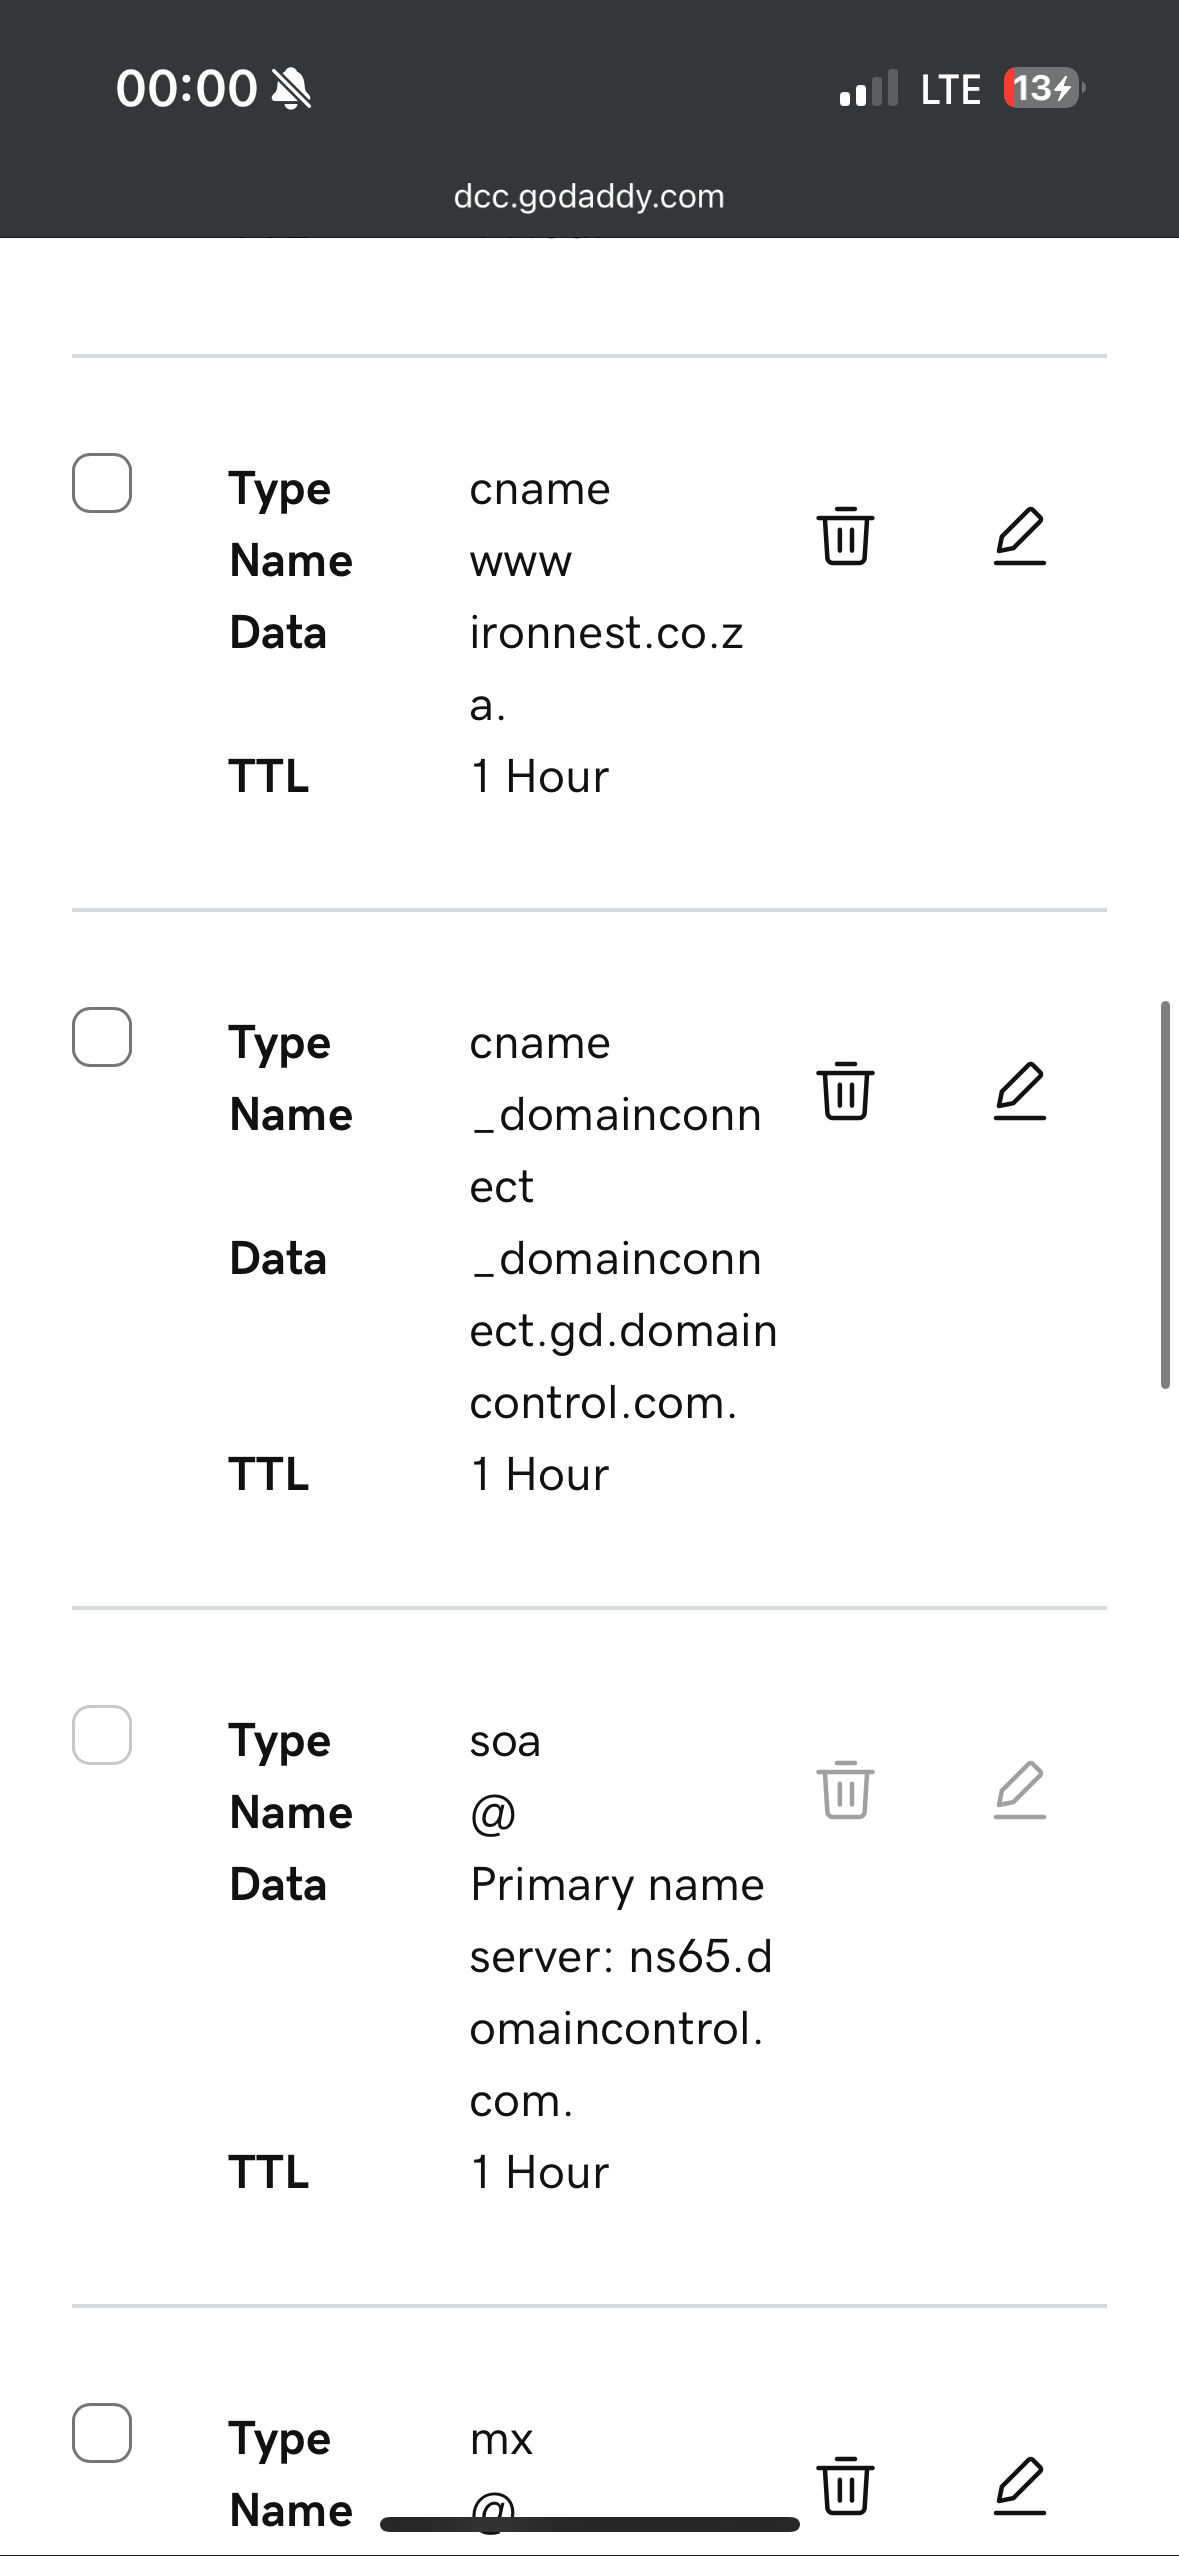 00:00 LTE 13
dcc.godaddy.com
Type cname
Name www
Data ironnest.co.z
a.
TTL 1 Hour
Type cname
Name _domainconn
ect
Data _domainconn
ect.gd.domain
control.com.
TTL 1 Hour
Type soa
Name @
Data Primary name
server: ns65.d
omaincontrol.
com.
TTL 1 Hour
Type mx
Name @